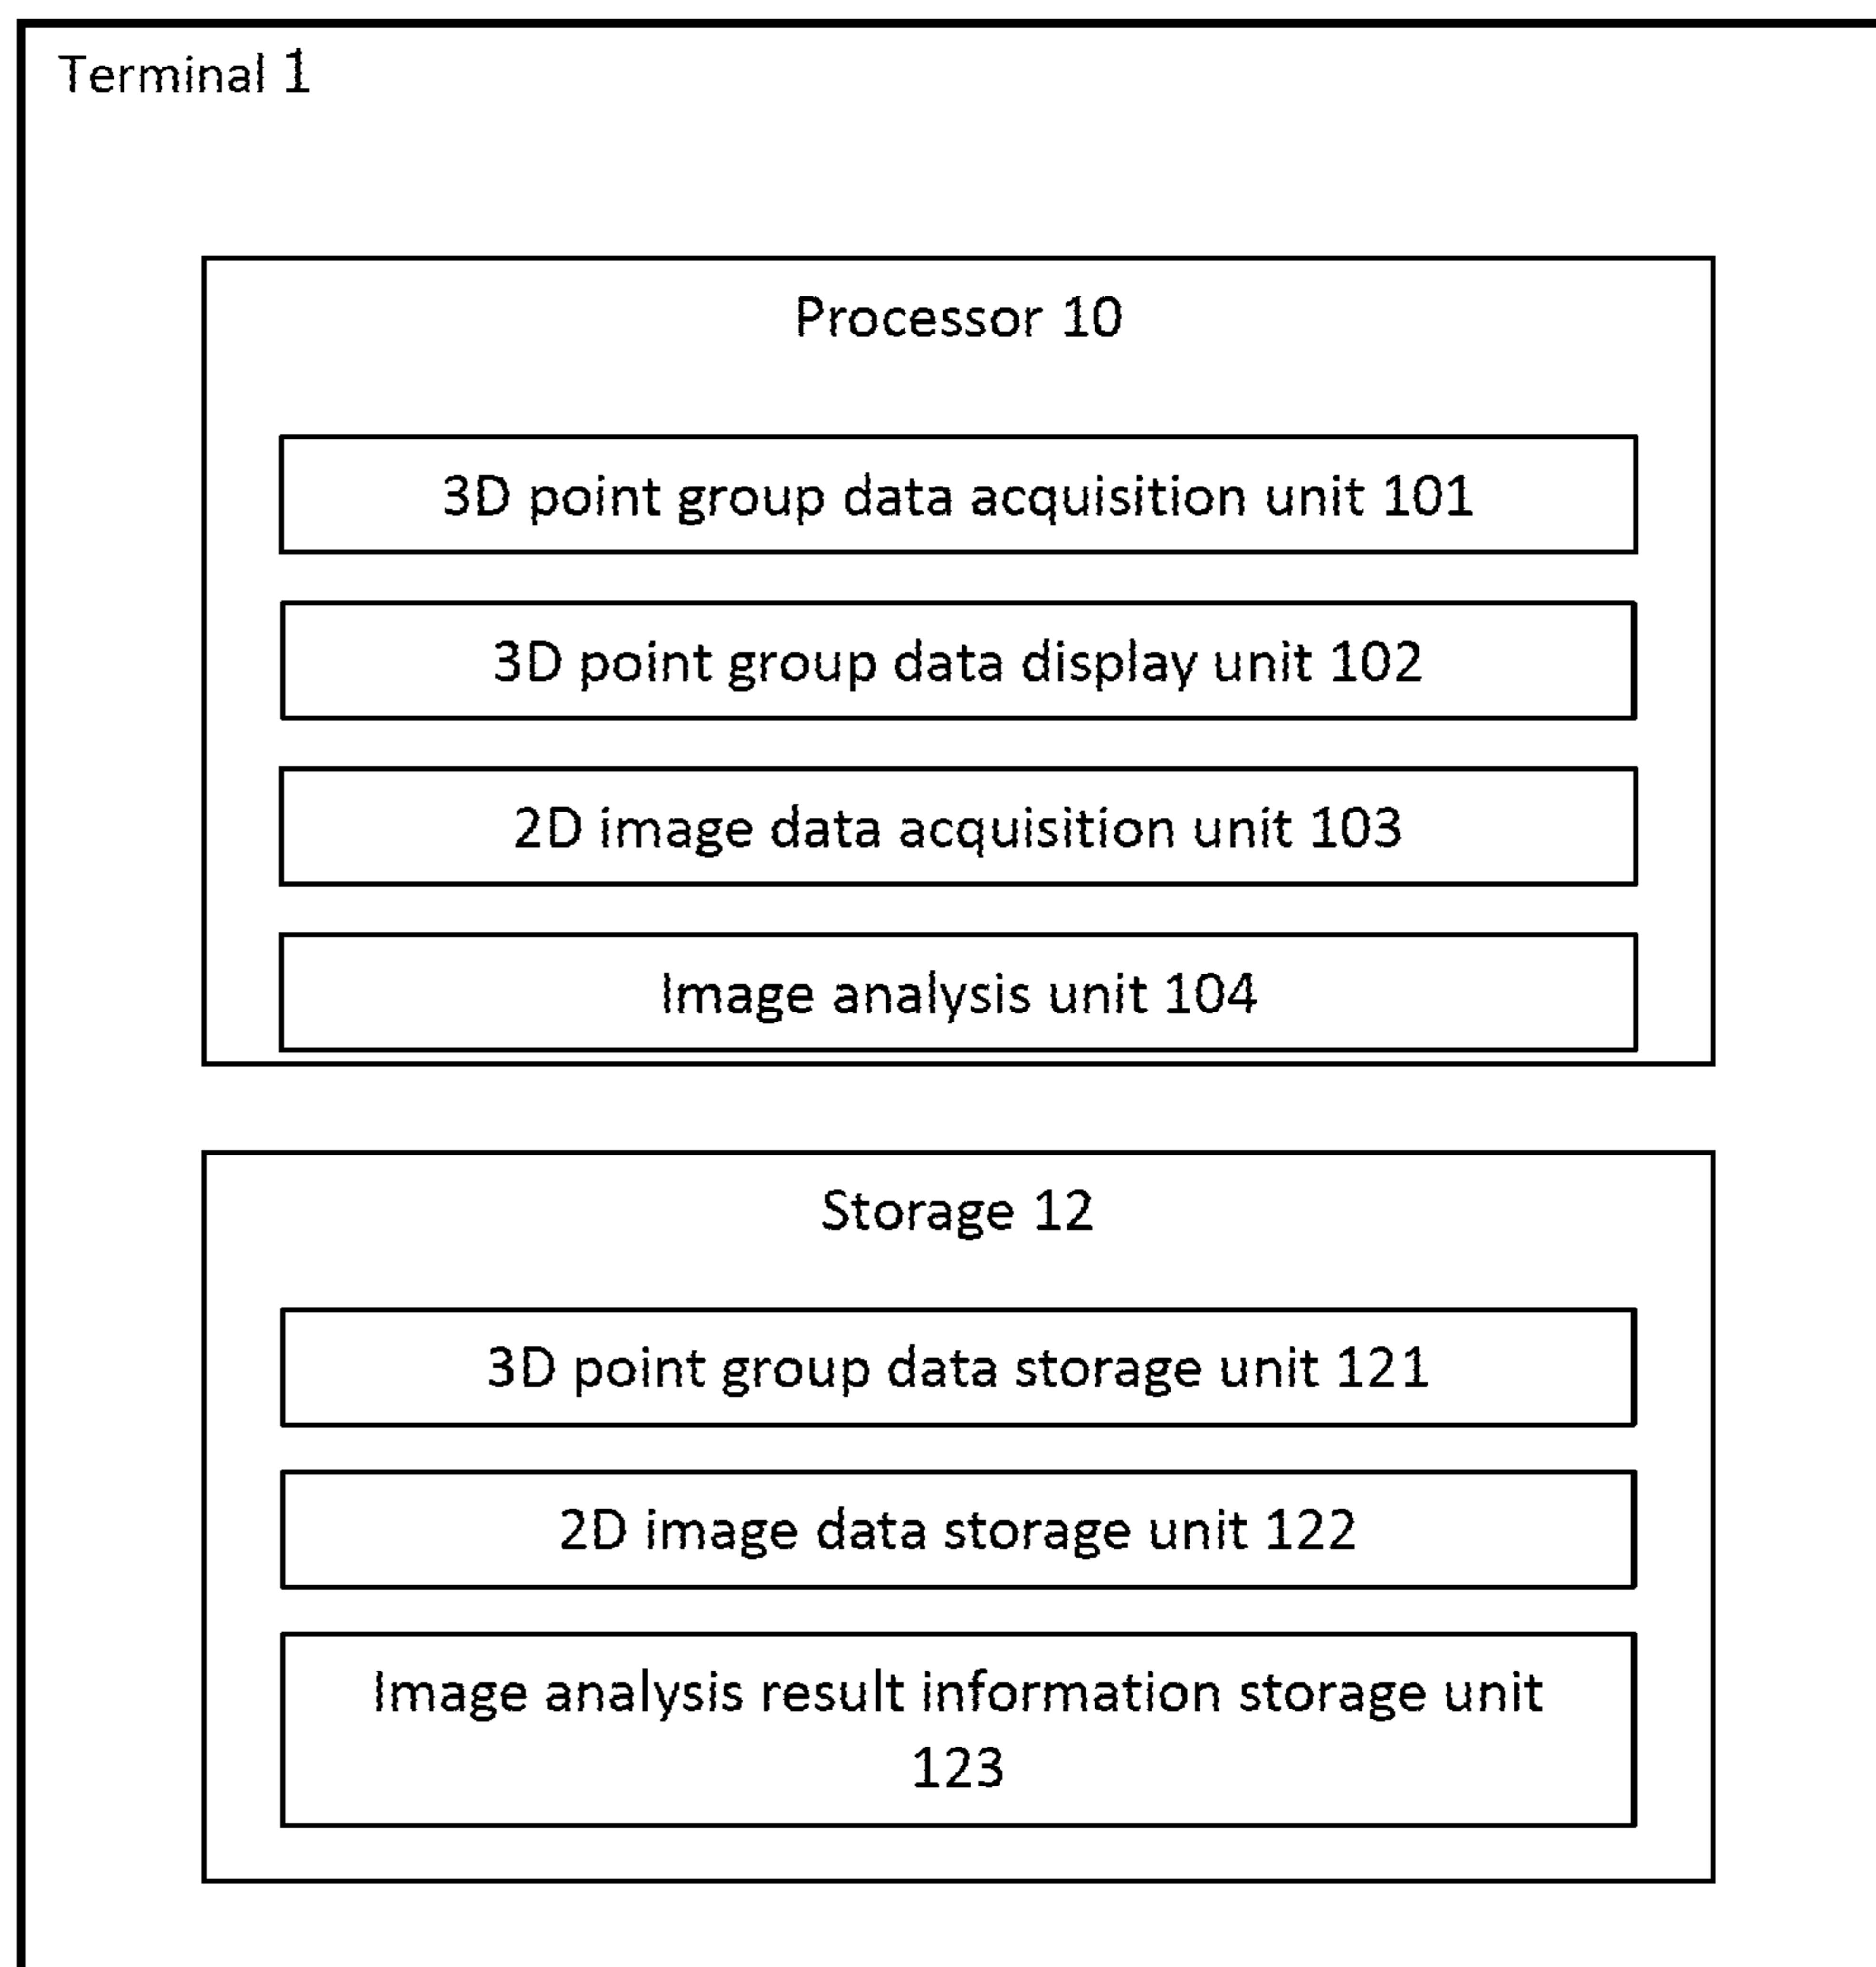 Terminal 1
Processor 10
3D point group data acquisition unit 101
3D point group data display unit 102
2D image data acquisition unit 103
Image analysis unit 104
Storage 12
3D point group data storage unit 121
2D image data storage unit 122
Image analysis result information storage unit
123